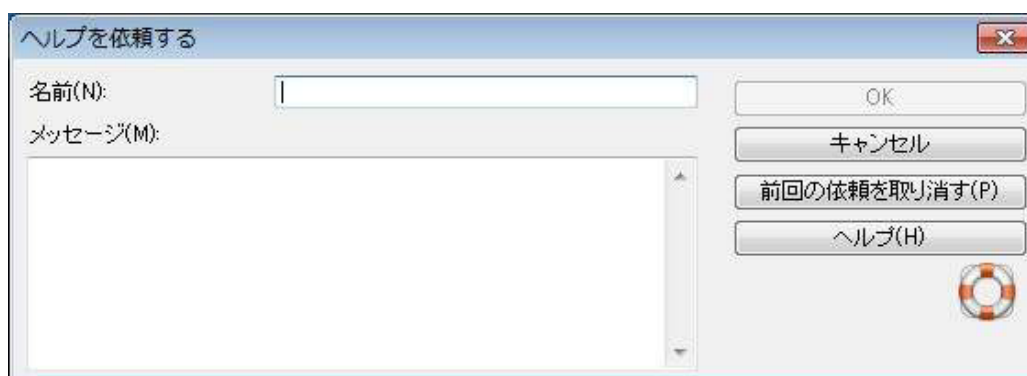 ヘルプを依頼する
名前(N):
メッセージ(M):
OK
キャンセル
前回の依頼を取り消す(P)
ヘルプ(H)